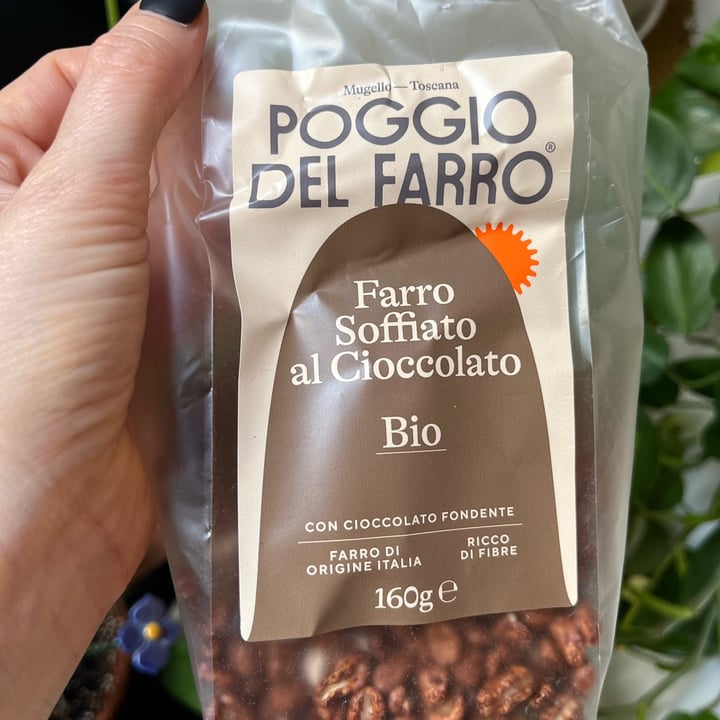 Mugello — Toscana
POGGIO
DEL FARRO®
Farro
Soffiato
al Cioccolato
Bio
CON CIOCCOLATO FONDENTE
FARRO DI
ORIGINE ITALIA
RICCO
DI FIBRE
160g ℮